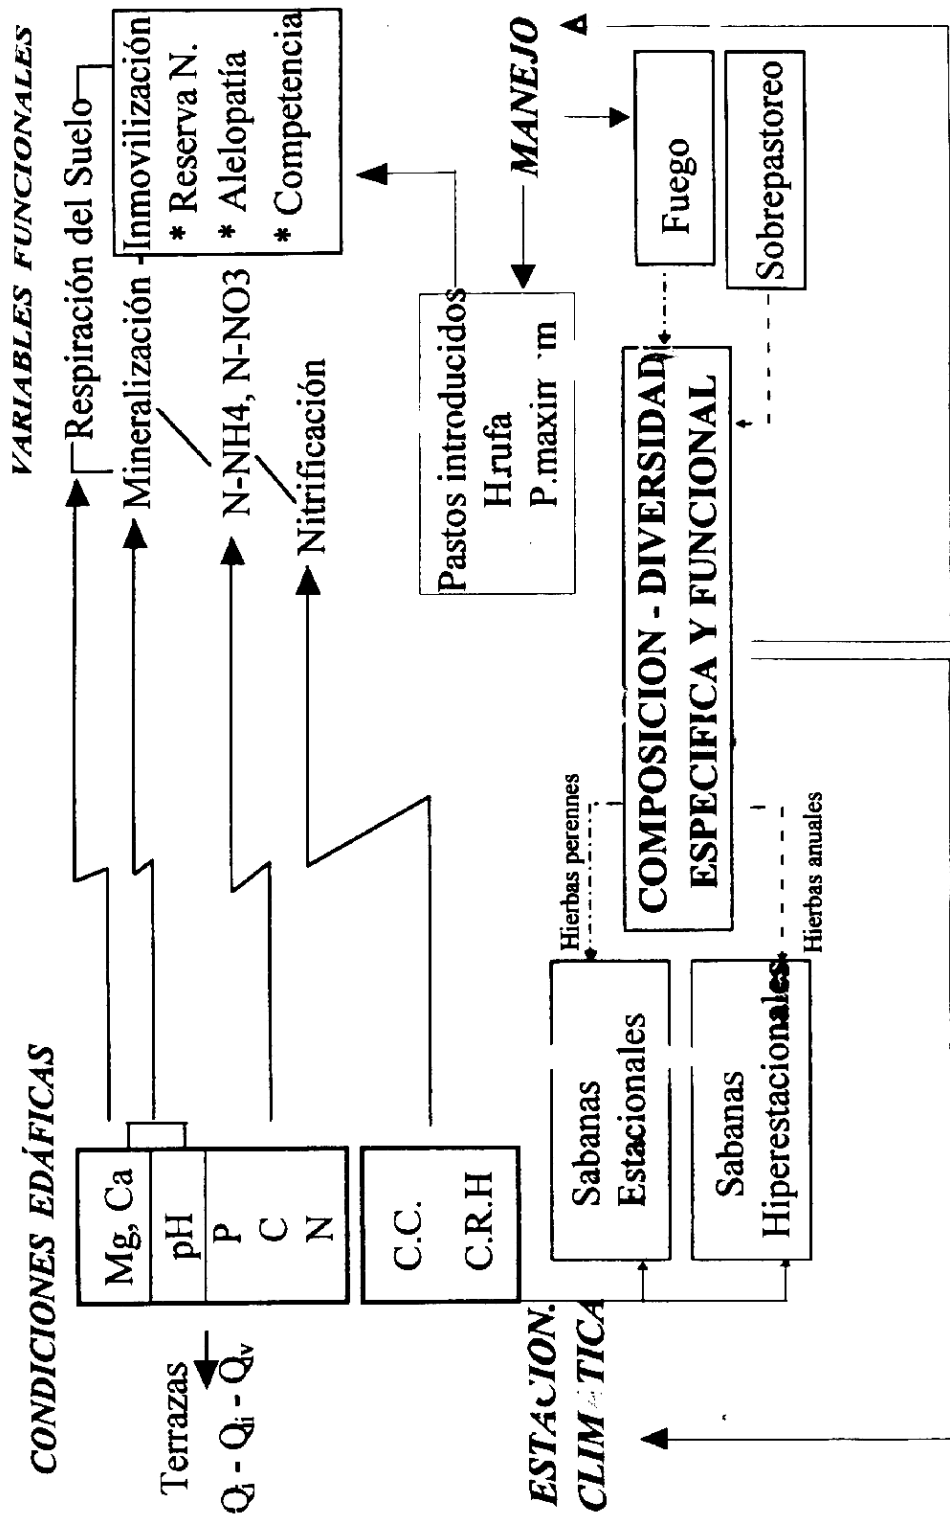 CONDICIONES EDÁFICAS
VARIABLES FUNCIONALES
Terrazas
Mg, Ca
pH
P
C
N
C.C.
C.R.H
Respiración del Suelo
Mineralización - Inmovilización
* Reserva N.
* Alelopatía
* Competencia
N-NH4, N-NO3
Nitrificación
Pastos introducidos
H.rufa
MANEJO
Fuego
Sobrepastoreo
ESTACION.
Sabanas
Estacionales
Sabanas
Hiperestacionales
Hierbas perennes
Hierbas anuales
COMPOSICION - DIVERSIDAD
ESPECIFICA Y FUNCIONAL